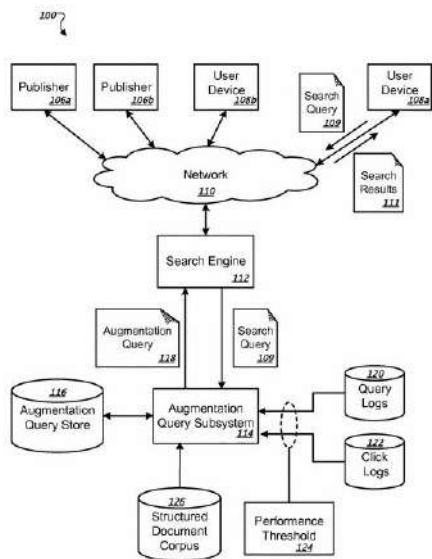 100
Publisher
106a
Publisher
106b
User
Device
108b
Search
Query
109
User
Device
108a
Network
110
Search
Results
111
Search Engine
112
Augmentation
Query
118
Search
Query
109
116
Augmentation
Query Store
Augmentation
Query Subsystem
114
120
Query
Logs
122
Click
Logs
126
Structured
Document
Corpus
Performance
Threshold
124